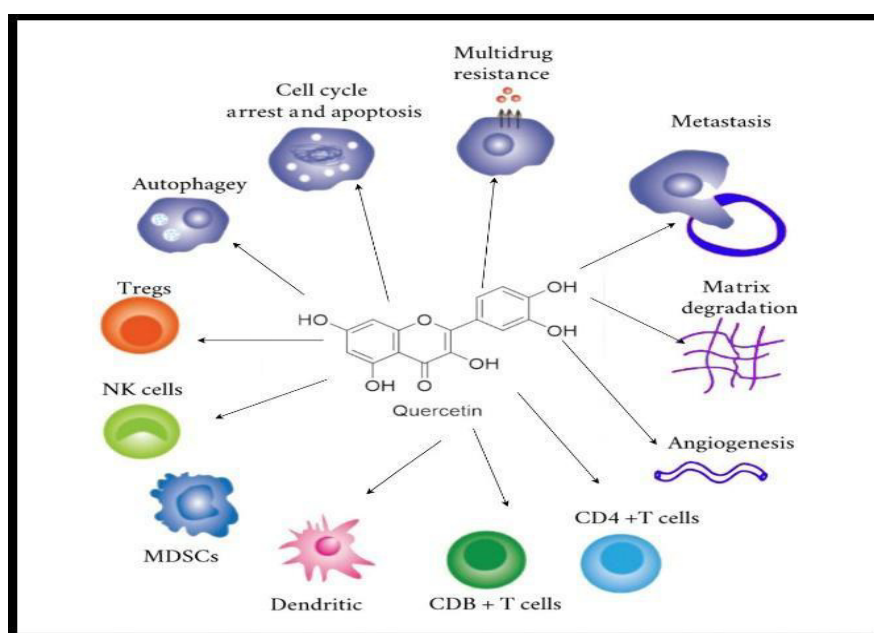 Multidrug
resistance
Cell cycle
arrest and apoptosis
Metastasis
Autophagey
Tregs
Matrix
degradation
OH
HO
O
OH
OH
OH
O
NK cells
Quercetin
Angiogenesis
CD4 +T cells
MDSCs
Dendritic
CDB + T cells